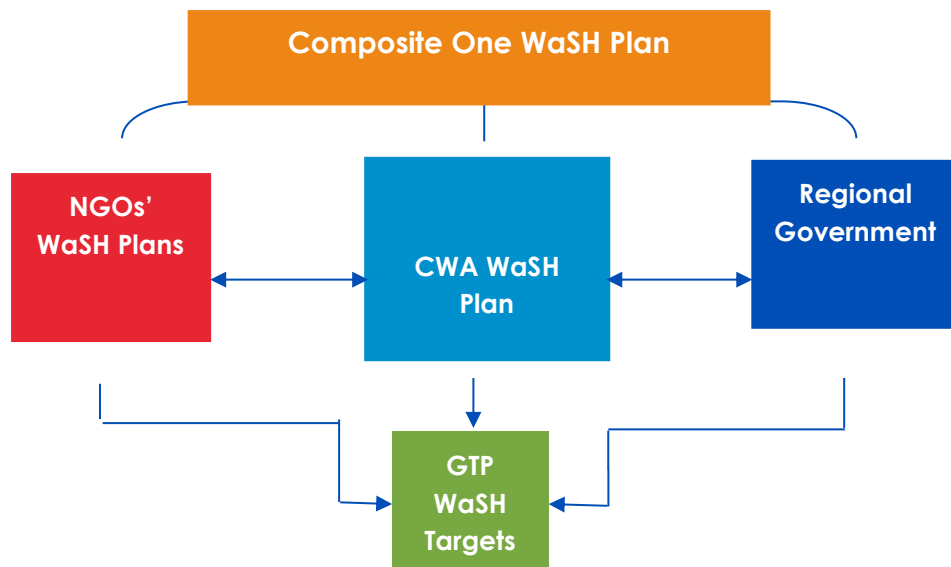 Composite One WaSH Plan
NGOs’
WaSH Plans
CWA WaSH
Plan
Regional
Government
GTP
WaSH
Targets